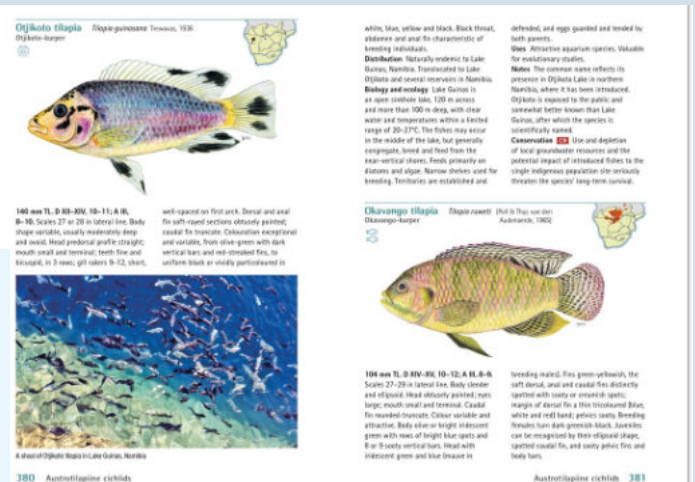 Otjikoto tilapia Tilapia guinasana Trewavas, 1936
Otjikoto-kurper
140 mm TL. D XII–XIV, 10–11; A III,
8–10. Scales 27 or 28 in lateral line. Body
shape variable, usually moderately deep
and ovoid. Head predorsal profile straight;
mouth small and terminal; teeth fine and
bicuspid, in 3 rows; gill rakers 9–12, short,
well-spaced on first arch. Dorsal and anal
fin soft-rayed sections obtusely pointed;
caudal fin truncate. Colouration exceptional
and variable, from olive-green with dark
vertical bars and red-streaked fins, to
uniform black or vividly particoloured in
A shoal of Otjikoto tilapia in Lake Guinas, Namibia
380 Austrotilapiine cichlids
white, blue, yellow and black. Black throat,
abdomen and anal fin characteristic of
breeding individuals.
Distribution Naturally endemic to Lake
Guinas, Namibia. Translocated to Lake
Otjikoto and several reservoirs in Namibia.
Biology and ecology Lake Guinas is
an open sinkhole lake, 120 m across
and more than 100 m deep, with clear
water and temperatures within a limited
range of 20–27°C. The fishes may occur
in the middle of the lake, but generally
congregate, breed and feed from the
near-vertical shores. Feeds primarily on
diatoms and algae. Narrow shelves used for
breeding. Territories are established and
defended, and eggs guarded and tended by
both parents.
Uses Attractive aquarium species. Valuable
for evolutionary studies.
Notes The common name reflects its
presence in Otjikoto Lake in northern
Namibia, where it has been introduced.
Otjikoto is exposed to the public and
somewhat better known than Lake
Guinas, after which the species is
scientifically named.
Conservation CR Use and depletion
of local groundwater resources and the
potential impact of introduced fishes to the
single indigenous population site seriously
threaten the species' long-term survival.
Okavango tilapia Tilapia ruweti (Poll & Thys van den
Audenaerde, 1965)
Okavango-kurper
104 mm TL. D XIV–XV, 10–12; A III, 8–9.
Scales 27–29 in lateral line. Body slender
and ellipsoid. Head obtusely pointed; eyes
large; mouth small and terminal. Caudal
fin rounded-truncate. Colour variable and
attractive. Body olive or bright iridescent
green with rows of bright blue spots and
8 or 9 sooty vertical bars. Head with
iridescent green and blue (mauve in
breeding males). Fins green-yellowish, the
soft dorsal, anal and caudal fins distinctly
spotted with sooty or creamish spots;
margin of dorsal fin a thin tricoloured (blue,
white and red) band; pelvics sooty. Breeding
females turn dark greenish-black. Juveniles
can be recognised by their ellipsoid shape,
spotted caudal fin, and sooty pelvic fins and
body bars.
Austrotilapiine cichlids 381